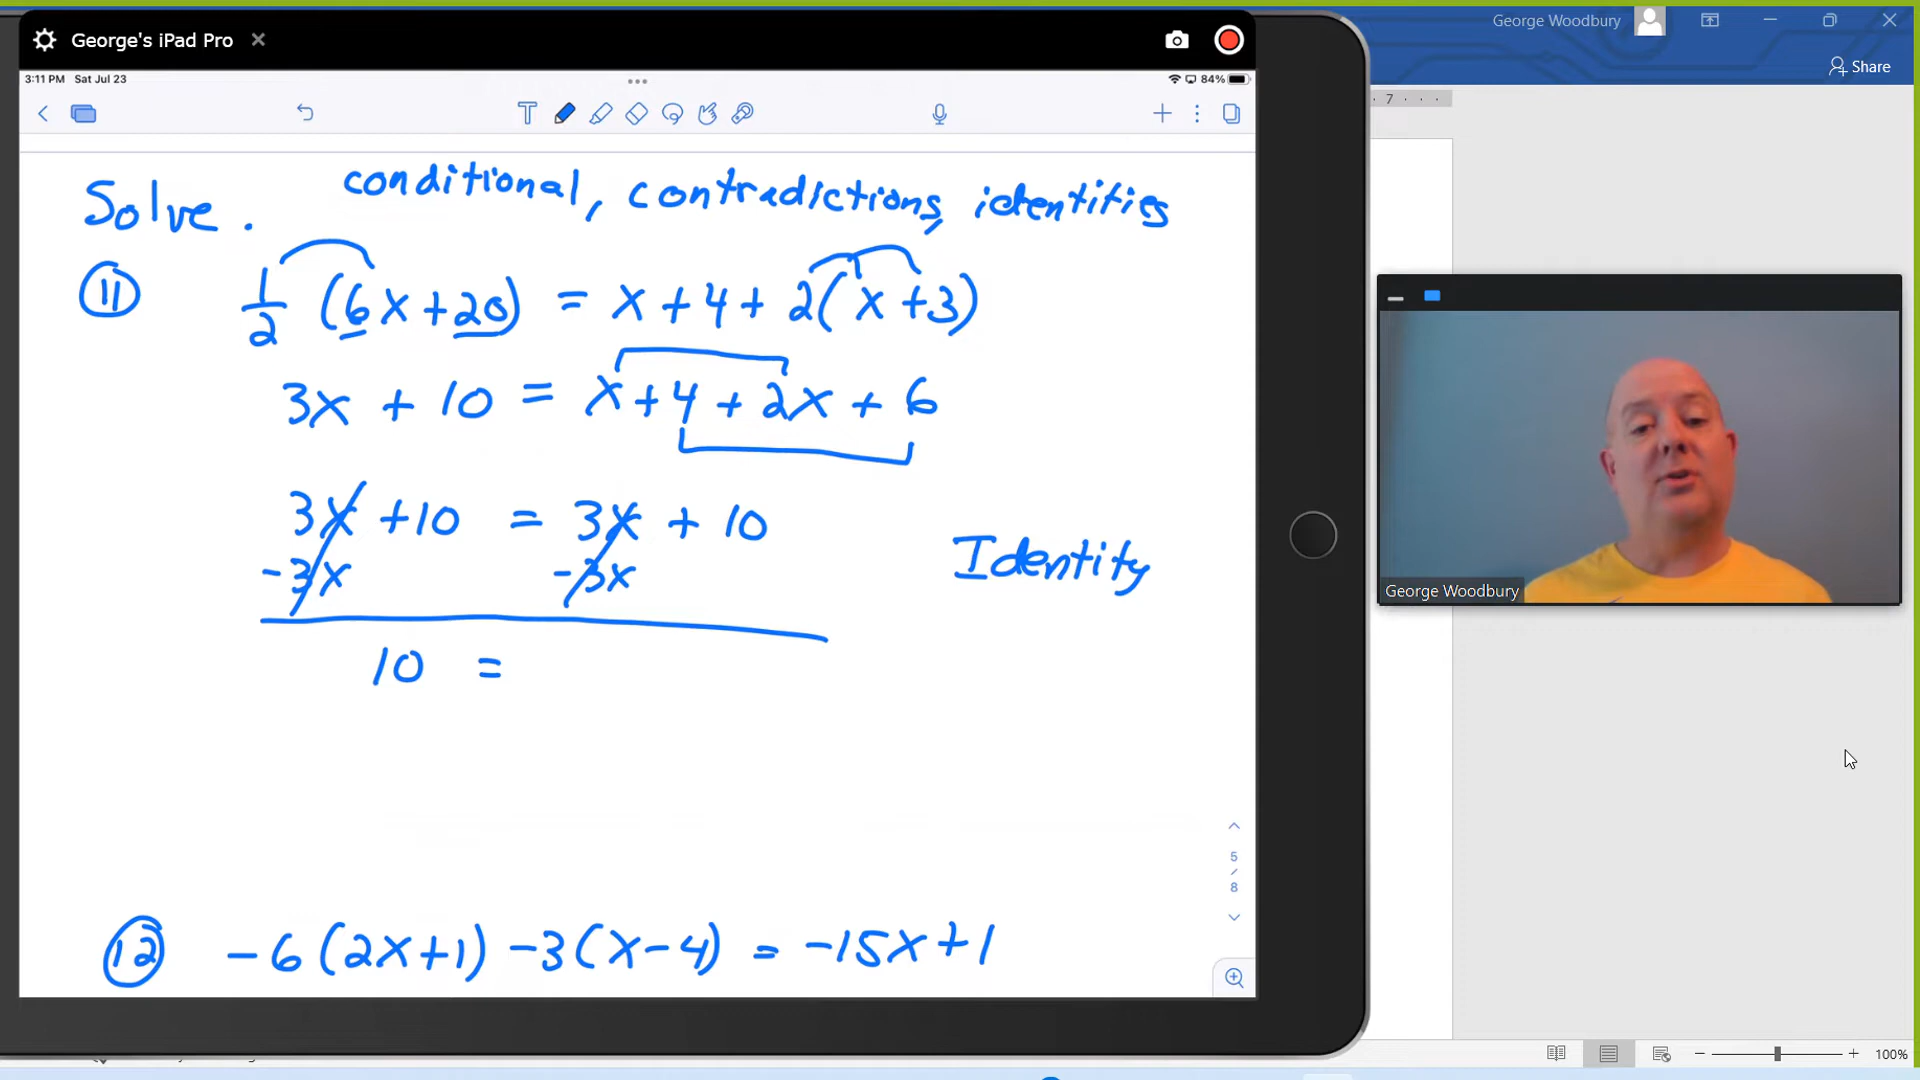 George Woodbury
George's iPad Pro
Share
3:11 PM Sat Jul 23
84%
7
Solve. conditional, contradictions, identities
11 1/2 (6x+20) = x+4+2(x+3)
3x + 10 = x+4+2x+6
3x +10 = 3x + 10
-3x -3x
Identity
10 =
George Woodbury
5
/
8
12 -6(2x+1)-3(x-4) = -15x+1
100%